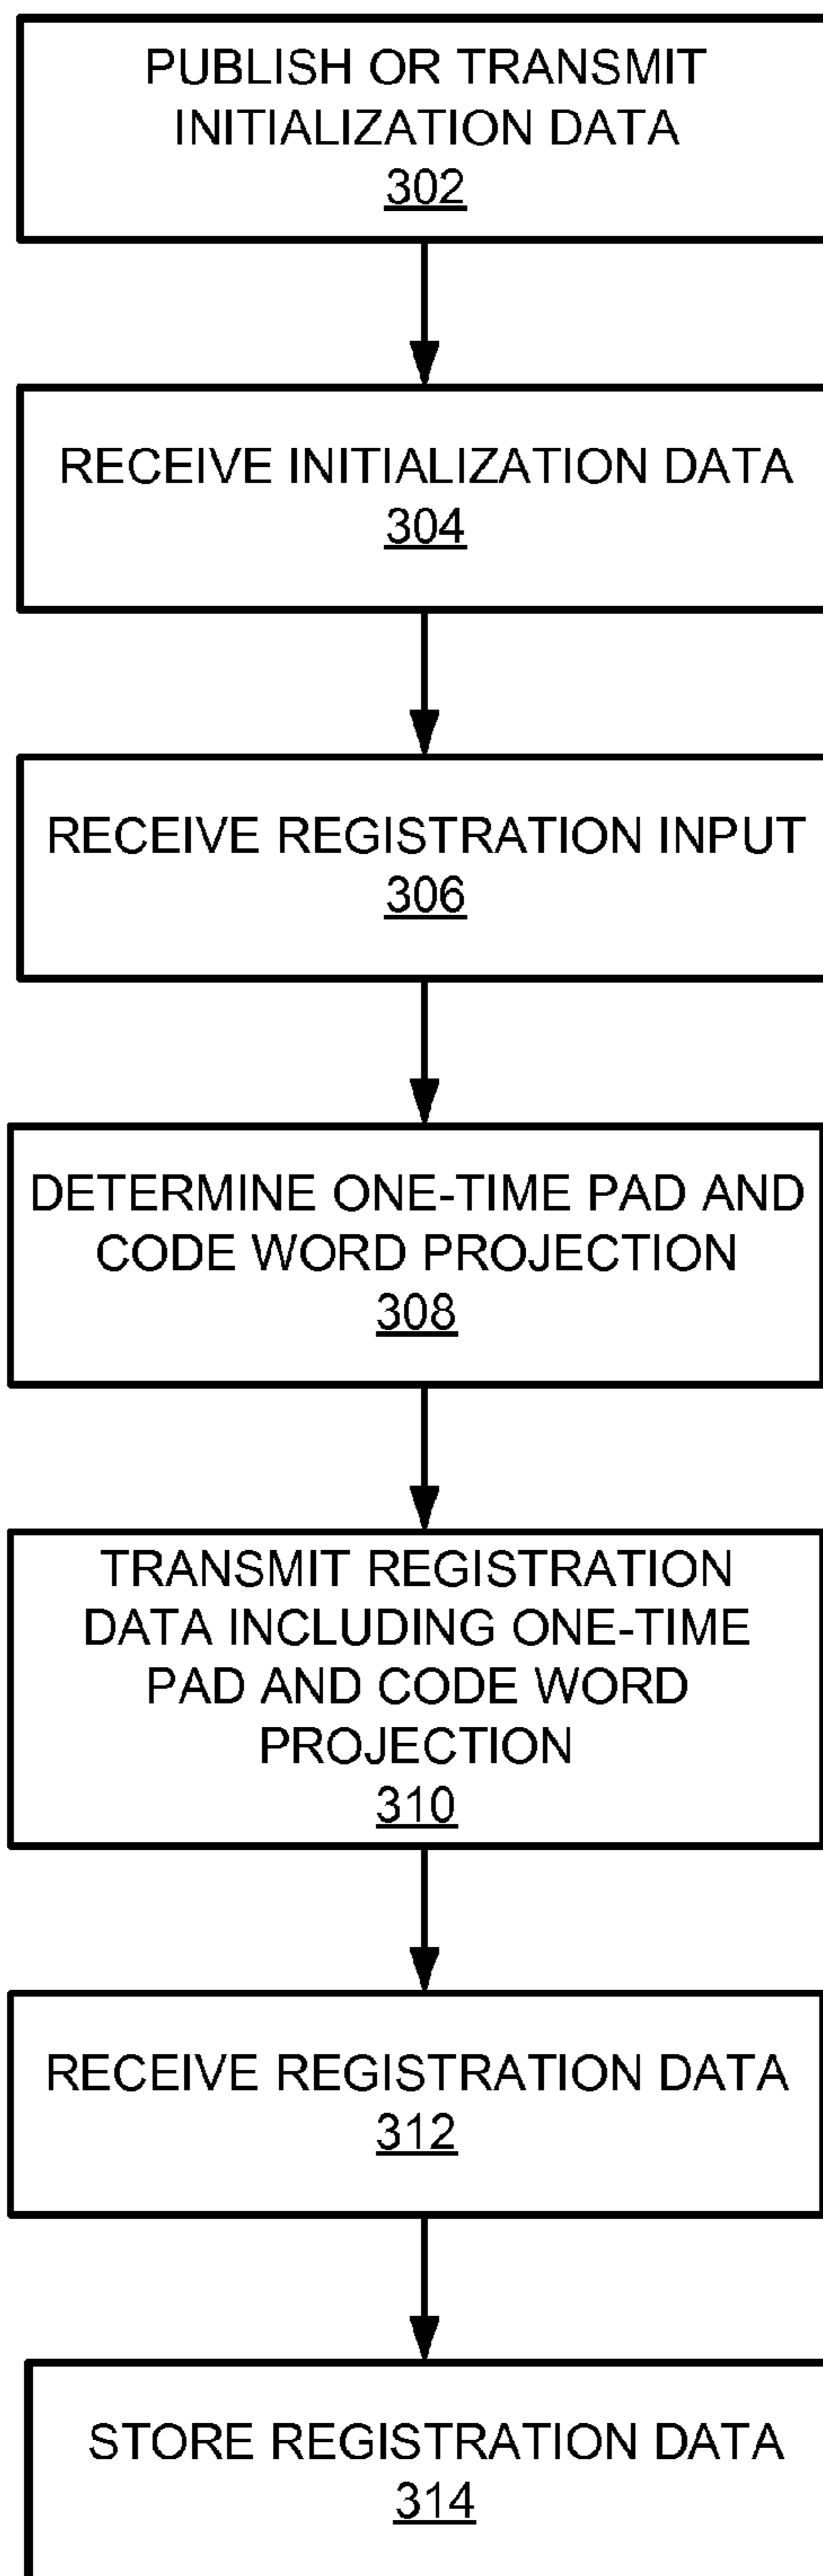 PUBLISH OR TRANSMIT
INITIALIZATION DATA
302
RECEIVE INITIALIZATION DATA
304
RECEIVE REGISTRATION INPUT
306
DETERMINE ONE-TIME PAD AND
CODE WORD PROJECTION
308
TRANSMIT REGISTRATION
DATA INCLUDING ONE-TIME
PAD AND CODE WORD
PROJECTION
310
RECEIVE REGISTRATION DATA
312
STORE REGISTRATION DATA
314